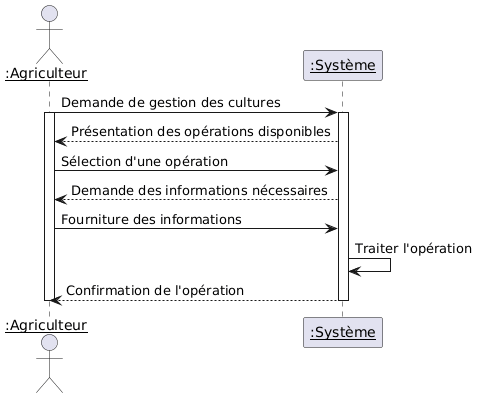 :Agriculteur
:Système
Demande de gestion des cultures
Présentation des opérations disponibles
Sélection d'une opération
Demande des informations nécessaires
Fourniture des informations
Traiter l'opération
Confirmation de l'opération
:Agriculteur
:Système